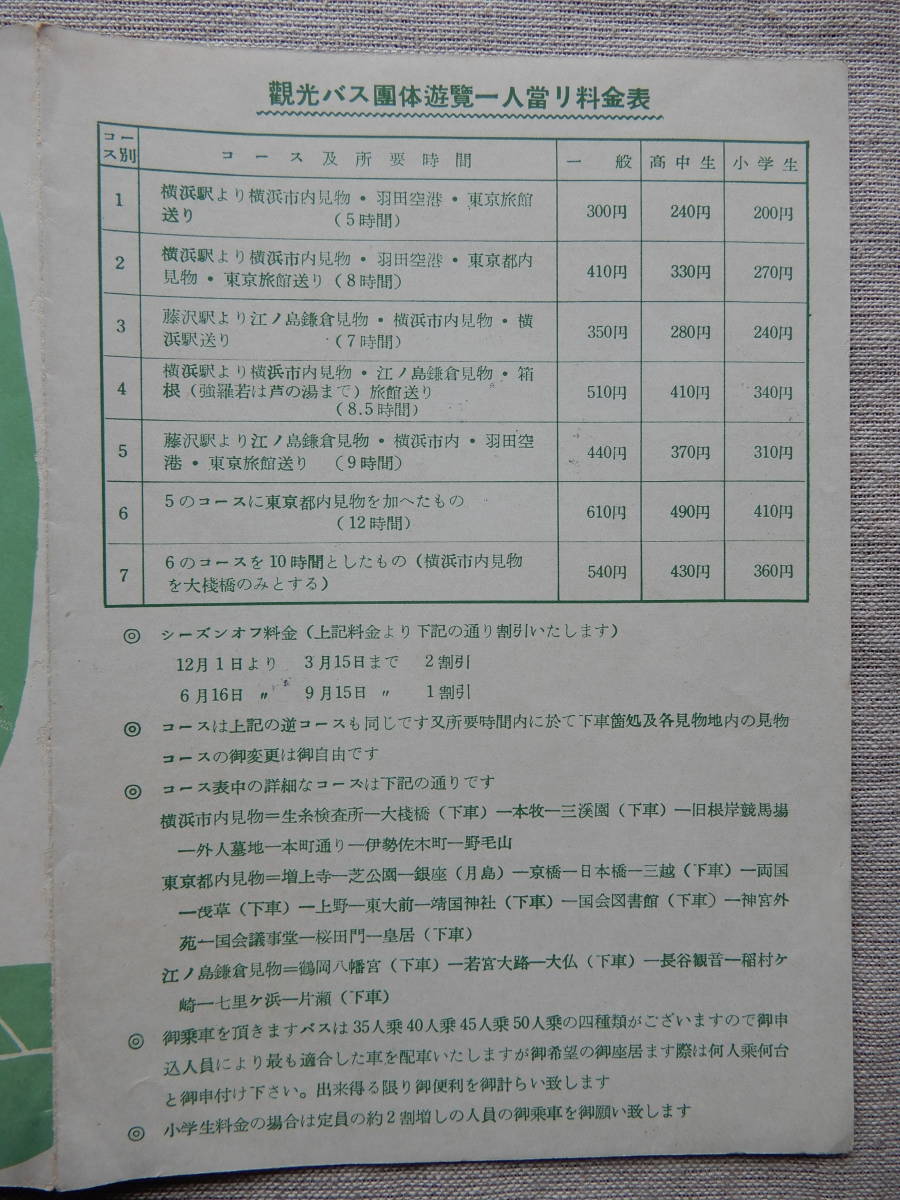 觀光バス團体遊覽一人當リ料金表
コース別 コース及所要時間 一般 高中生 小学生
1 横浜駅より横浜市内見物・羽田空港・東京旅館
送り (5時間) 300円 240円 200円
2 横浜駅より横浜市内見物・羽田空港・東京都内
見物・東京旅館送り(8時間) 410円 330円 270円
3 藤沢駅より江ノ島鎌倉見物・横浜市内見物・横
浜駅送り (7時間) 350円 280円 240円
4 横浜駅より横浜市内見物・江ノ島鎌倉見物・箱
根(強羅若は芦の湯まで)旅館送り
(8.5時間) 510円 410円 340円
5 藤沢駅より江ノ島鎌倉見物・横浜市内・羽田空
港・東京旅館送り (9時間) 440円 370円 310円
6 5のコースに東京都内見物を加へたもの
(12時間) 610円 490円 410円
7 6のコースを10時間としたもの(横浜市内見物
を大棧橋のみとする) 540円 430円 360円
◎ シーズンオフ料金(上記料金より下記の通り割引いたします)
12月1日より 3月15日まで 2割引
6月16日 〃 9月15日 〃 1割引
◎ コースは上記の逆コースも同じです又所要時間内に於て下車箇処及各見物地内の見物
コースの御変更は御自由です
◎ コース表中の詳細なコースは下記の通りです
横浜市内見物=生糸検査所―大棧橋(下車)―本牧―三溪園(下車)―旧根岸競馬場
―外人墓地―本町通り―伊勢佐木町―野毛山
東京都内見物=増上寺―芝公園―銀座(月島)―京橋―日本橋―三越(下車)―両国
―浅草(下車)―上野―東大前―靖国神社(下車)―国会図書館(下車)―神宮外
苑―国会議事堂―桜田門―皇居(下車)
江ノ島鎌倉見物=鶴岡八幡宮(下車)―若宮大路―大仏(下車)―長谷観音―稲村ケ
崎―七里ケ浜―片瀬(下車)
◎ 御乗車を頂きますバスは35人乗40人乗45人乗50人乗の四種類がございますので御申
込人員により最も適合した車を配車いたしますが御希望の御座居ます際は何人乗何台
と御申付け下さい。出来得る限り御便利を御計らい致します
◎ 小学生料金の場合は定員の約2割増しの人員の御乗車を御願い致します